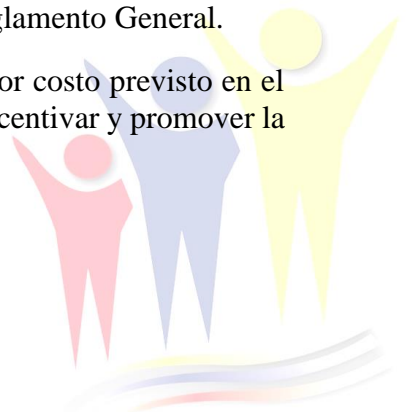 glamento General.
or costo previsto en el
centivar y promover la